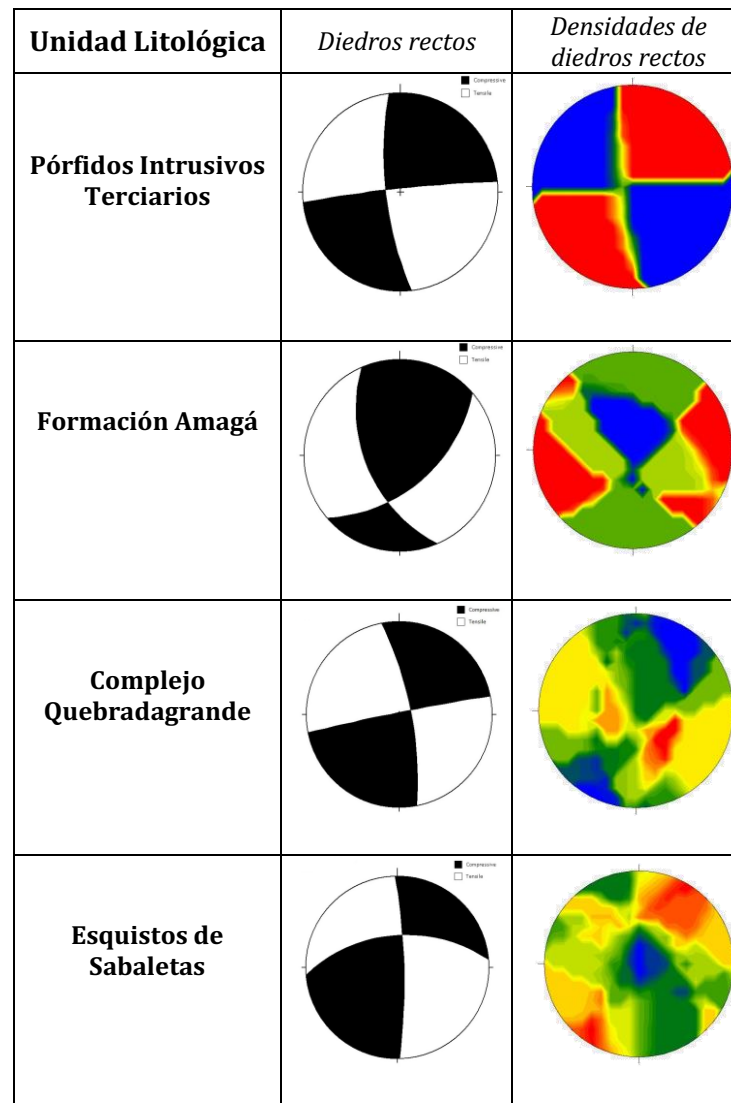 Unidad Litológica
Diedros rectos
Densidades de
diedros rectos
Pórfidos Intrusivos
Terciarios
Compressive
Tensile
Formación Amagá
Compressive
Tensile
Complejo
Quebradagrande
Compressive
Tensile
Esquistos de
Sabaletas
Compressive
Tensile